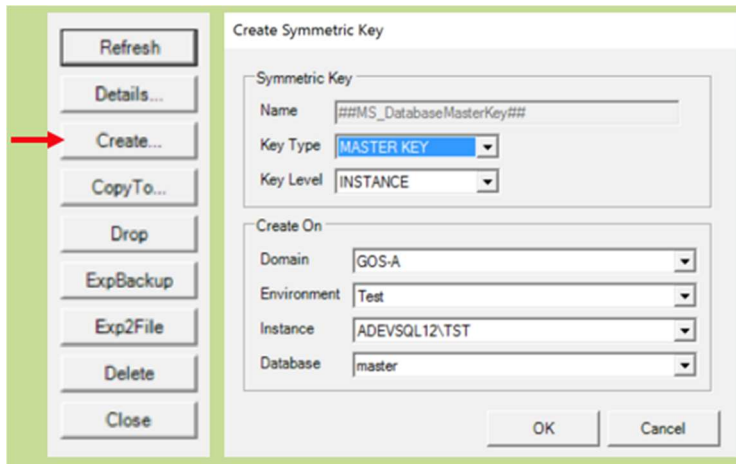 Refresh
Details...
Create...
CopyTo...
Drop
ExpBackup
Exp2File
Delete
Close
Create Symmetric Key
Symmetric Key
Name ##MS_DatabaseMasterKey##
Key Type MASTER KEY
Key Level INSTANCE
Create On
Domain GOS-A
Environment Test
Instance ADEVSQL12\TST
Database master
OK Cancel